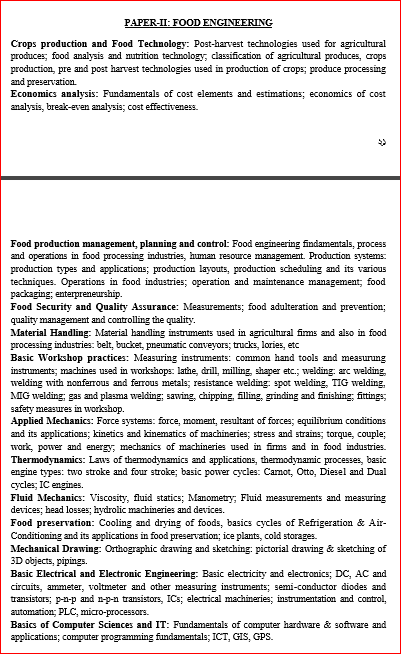 PAPER-II: FOOD ENGINEERING
Crops production and Food Technology: Post-harvest technologies used for agricultural
produces; food analysis and nutrition technology; classification of agricultural produces, crops
production, pre and post harvest technologies used in production of crops; produce processing
and preservation.
Economics analysis: Fundamentals of cost elements and estimations; economics of cost
analysis, break-even analysis; cost effectiveness.
Food production management, planning and control: Food engineering findamentals, process
and operations in food processing industries, human resource management. Production systems:
production types and applications; production layouts, production scheduling and its various
techniques. Operations in food industries; operation and maintenance management; food
packaging; enterpreneurship.
Food Security and Quality Assurance: Measurements; food adulteration and prevention;
quality management and controlling the quality.
Material Handling: Material handling instruments used in agricultural firms and also in food
processing industries: belt, bucket, pneumatic conveyors; trucks, lories, etc
Basic Workshop practices: Measuring instruments: common hand tools and measurung
instruments; machines used in workshops: lathe, drill, milling, shaper etc.; welding: arc welding,
welding with nonferrous and ferrous metals; resistance welding: spot welding, TIG welding,
MIG welding; gas and plasma welding; sawing, chipping, filling, grinding and finishing; fittings;
safety measures in workshop.
Applied Mechanics: Force systems: force, moment, resultant of forces; equilibrium conditions
and its applications; kinetics and kinematics of machineries; stress and strains; torque, couple;
work, power and energy; mechanics of machineries used in firms and in food industries.
Thermodynamics: Laws of thermodynamics and applications, thermodynamic processes, basic
engine types: two stroke and four stroke; basic power cycles: Carnot, Otto, Diesel and Dual
cycles; IC engines.
Fluid Mechanics: Viscosity, fluid statics; Manometry; Fluid measurements and measuring
devices; head losses; hydrolic machineries and devices.
Food preservation: Cooling and drying of foods, basics cycles of Refrigeration & Air-
Conditioning and its applications in food preservation; ice plants, cold storages.
Mechanical Drawing: Orthographic drawing and sketching: pictorial drawing & sketching of
3D objects, pipings.
Basic Electrical and Electronic Engineering: Basic electricity and electronics; DC, AC and
circuits, ammeter, voltmeter and other measuring instruments; semi-conductor diodes and
transistors; p-n-p and n-p-n transistors, ICs; electrical machineries; instrumentation and control,
automation; PLC, micro-processors.
Basics of Computer Sciences and IT: Fundamentals of computer hardware & software and
applications; computer programming fundamentals; ICT, GIS, GPS.